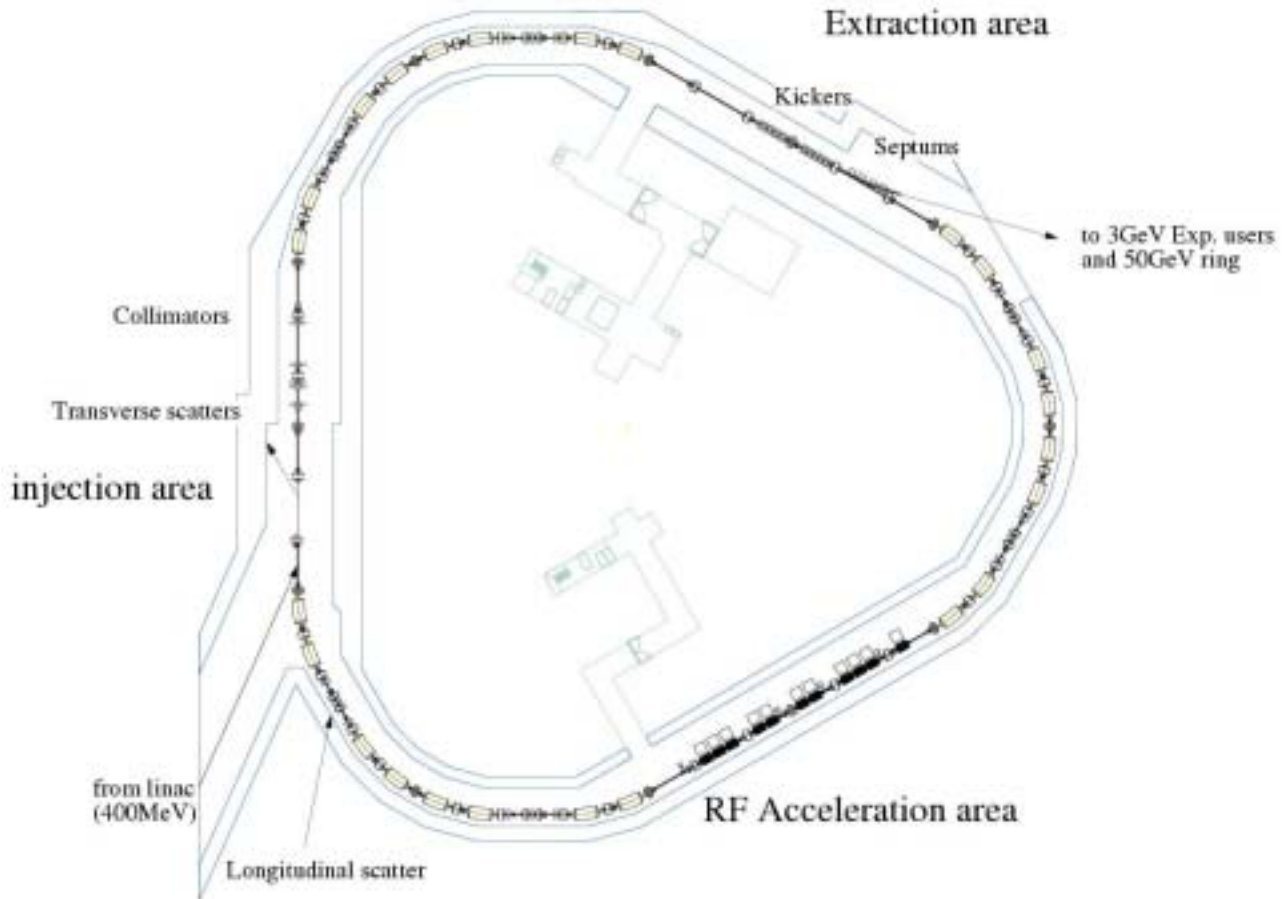 Extraction area
Kickers
Septums
to 3GeV Exp. users
and 50GeV ring
Collimators
Transverse scatters
injection area
from linac
(400MeV)
RF Acceleration area
Longitudinal scatter